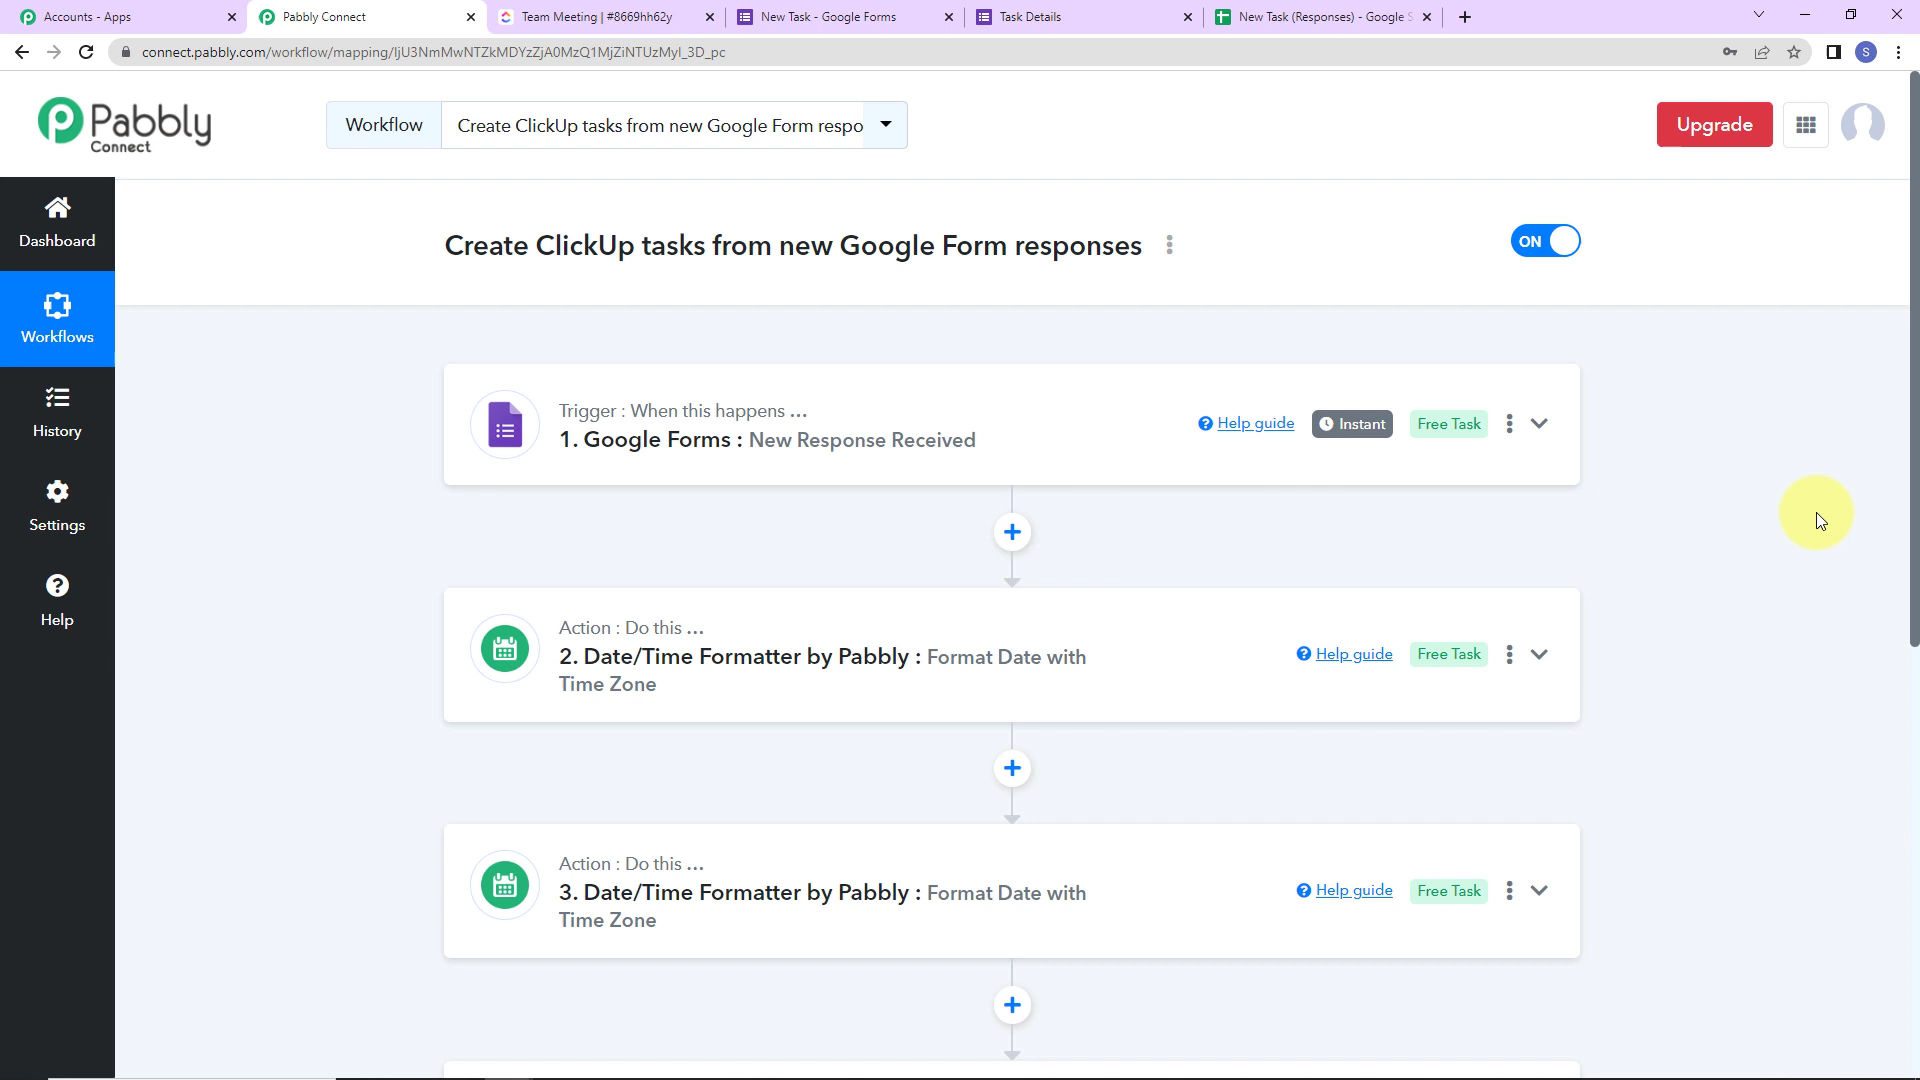 Accounts - Apps
Pabbly Connect
Team Meeting | #8669hh62y
New Task - Google Forms
Task Details
New Task (Responses) - Google S
connect.pabbly.com/workflow/mapping/IjU3NmMwNTZkMDYzZjA0MzQ1MjZiNTUzMyI_3D_pc
S
Pabbly
Connect
Workflow
Create ClickUp tasks from new Google Form respo
Upgrade
Dashboard
Workflows
History
Settings
Help
Create ClickUp tasks from new Google Form responses
ON
Trigger : When this happens ...
1. Google Forms : New Response Received
Help guide
Instant
Free Task
Action : Do this ...
2. Date/Time Formatter by Pabbly : Format Date with
Time Zone
Help guide
Free Task
Action : Do this ...
3. Date/Time Formatter by Pabbly : Format Date with
Time Zone
Help guide
Free Task